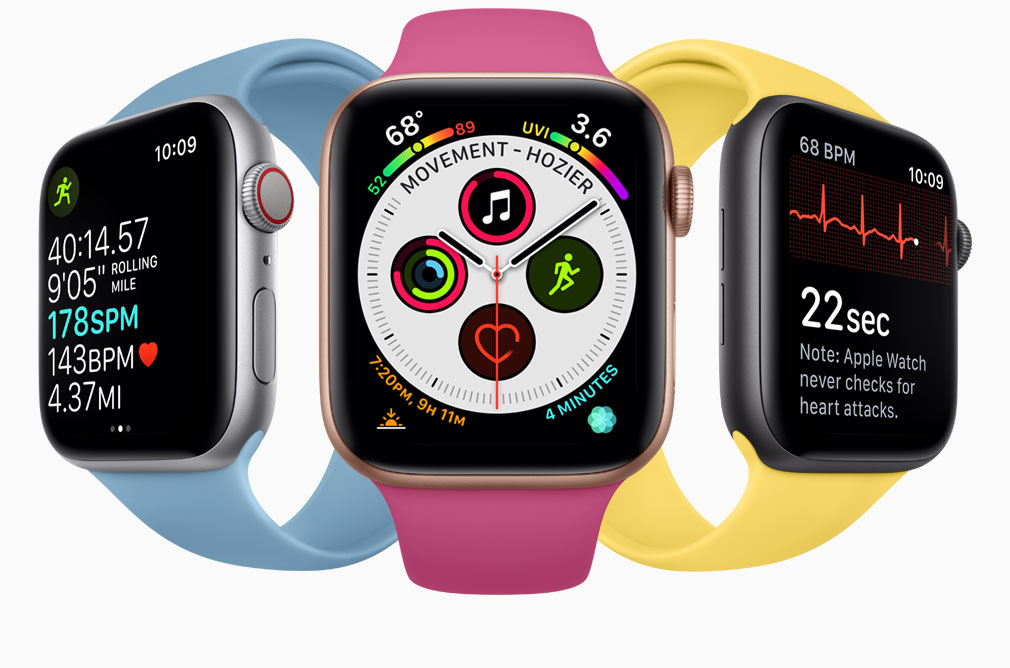 10:09
40:14.57
9'05" ROLLING
MILE
178SPM
143BPM
4.37MI
68°
52
89
UVI
3.6
MOVEMENT - HOZIER
7:20PM, 9H 11M
4 MINUTES
68 BPM
10:09
22sec
Note: Apple Watch
never checks for
heart attacks.